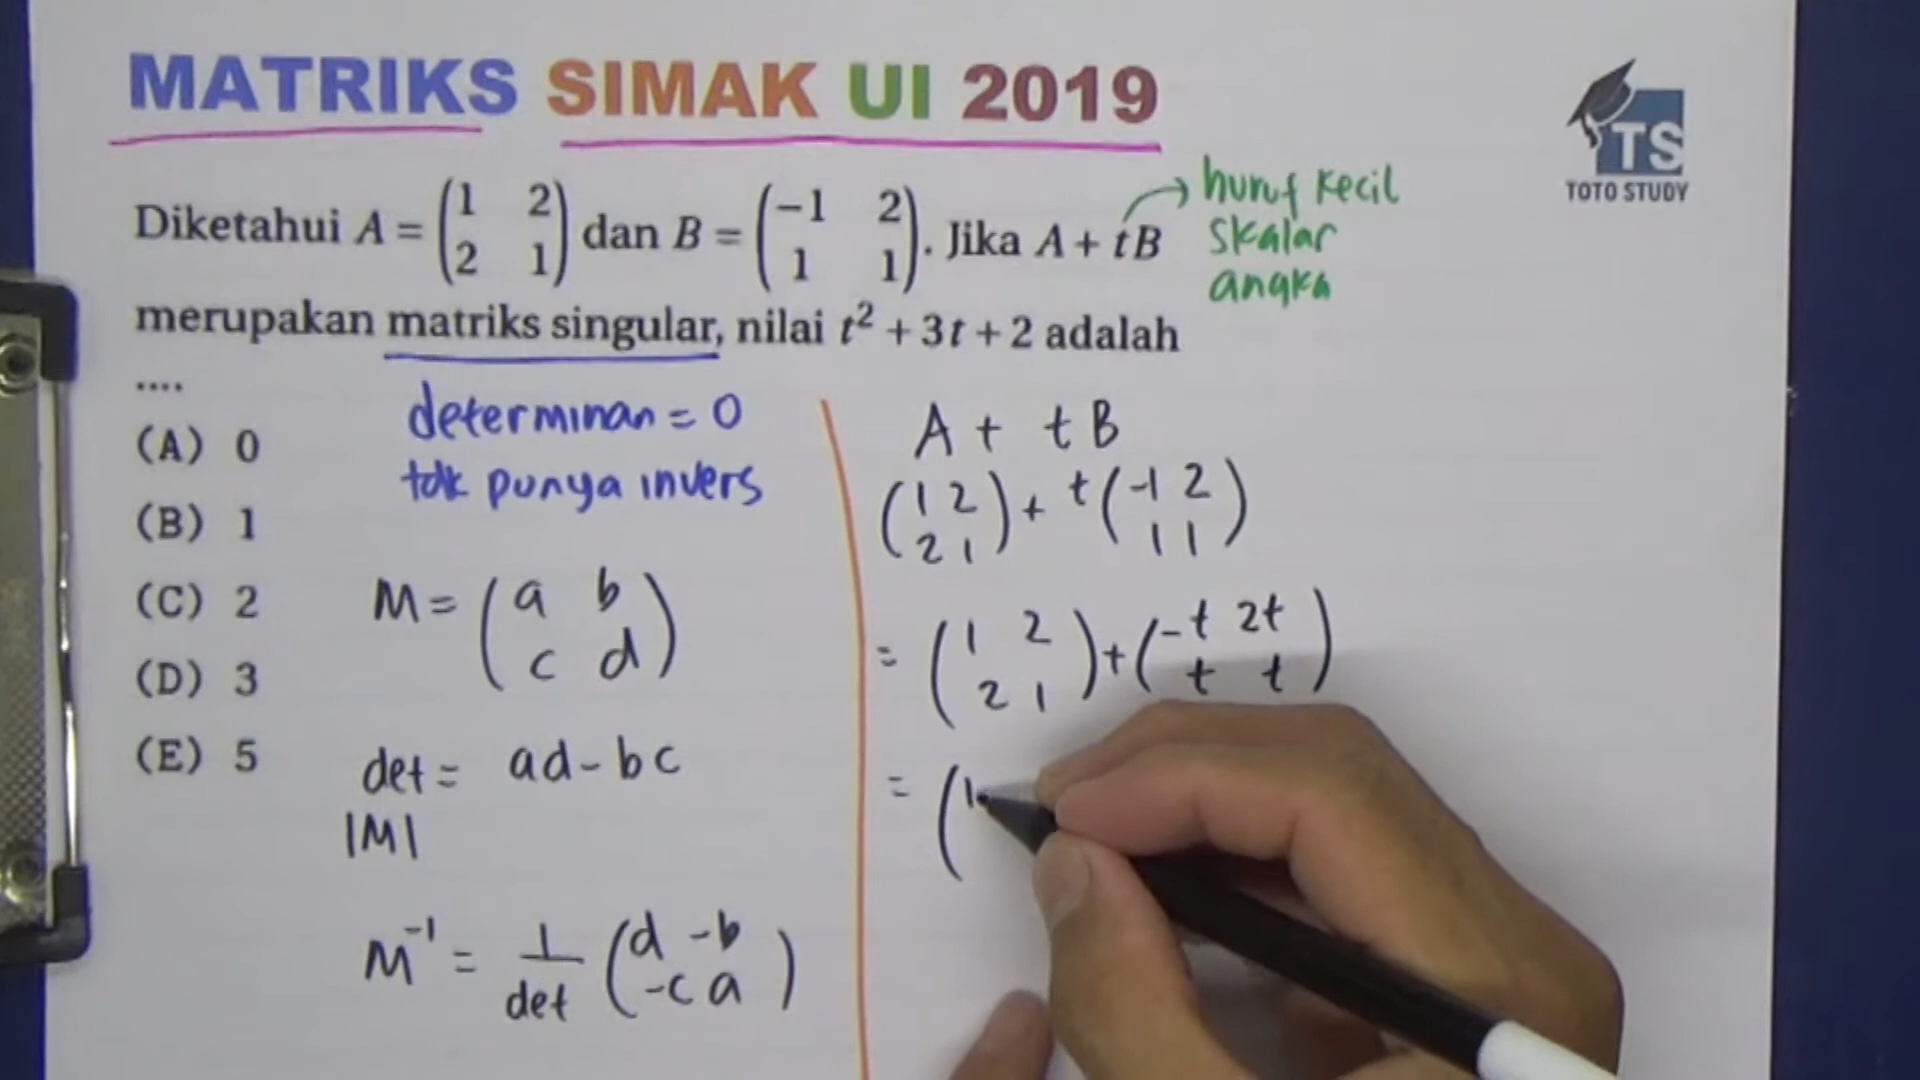 MATRIKS SIMAK UI 2019
TS
TOTO STUDY
Diketahui A = (1 2 2 1) dan B = (-1 2 1 1). Jika A + tB
huruf kecil
skalar
angka
merupakan matriks singular, nilai t² + 3t + 2 adalah
....
(A) 0
(B) 1
(C) 2
(D) 3
(E) 5
determinan = 0
tdk punya invers
M = (a b c d)
det = ad - bc
|M|
M⁻¹ = 1/det (d -b -c a)
A + tB
(1 2 2 1) + t(-1 2 1 1)
= (1 2 2 1) + (-t 2t t t)
= (1